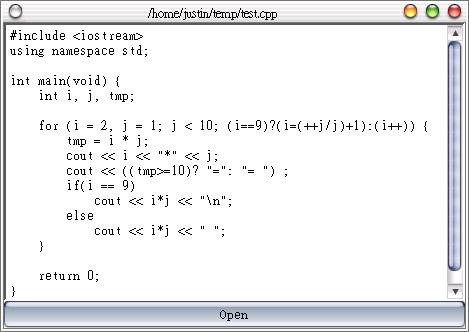 /home/justin/temp/test.cpp
#include <iostream>
using namespace std;
int main(void) {
    int i, j, tmp;
    for (i = 2, j = 1; j < 10; (i==9)?(i=(++j/j)+1):(i++)) {
        tmp = i * j;
        cout << i << "*" << j;
        cout << ((tmp>=10)? "=": "= ") ;
        if(i == 9)
            cout << i*j << "\n";
        else
            cout << i*j << " ";
    }
    return 0;
}
Open